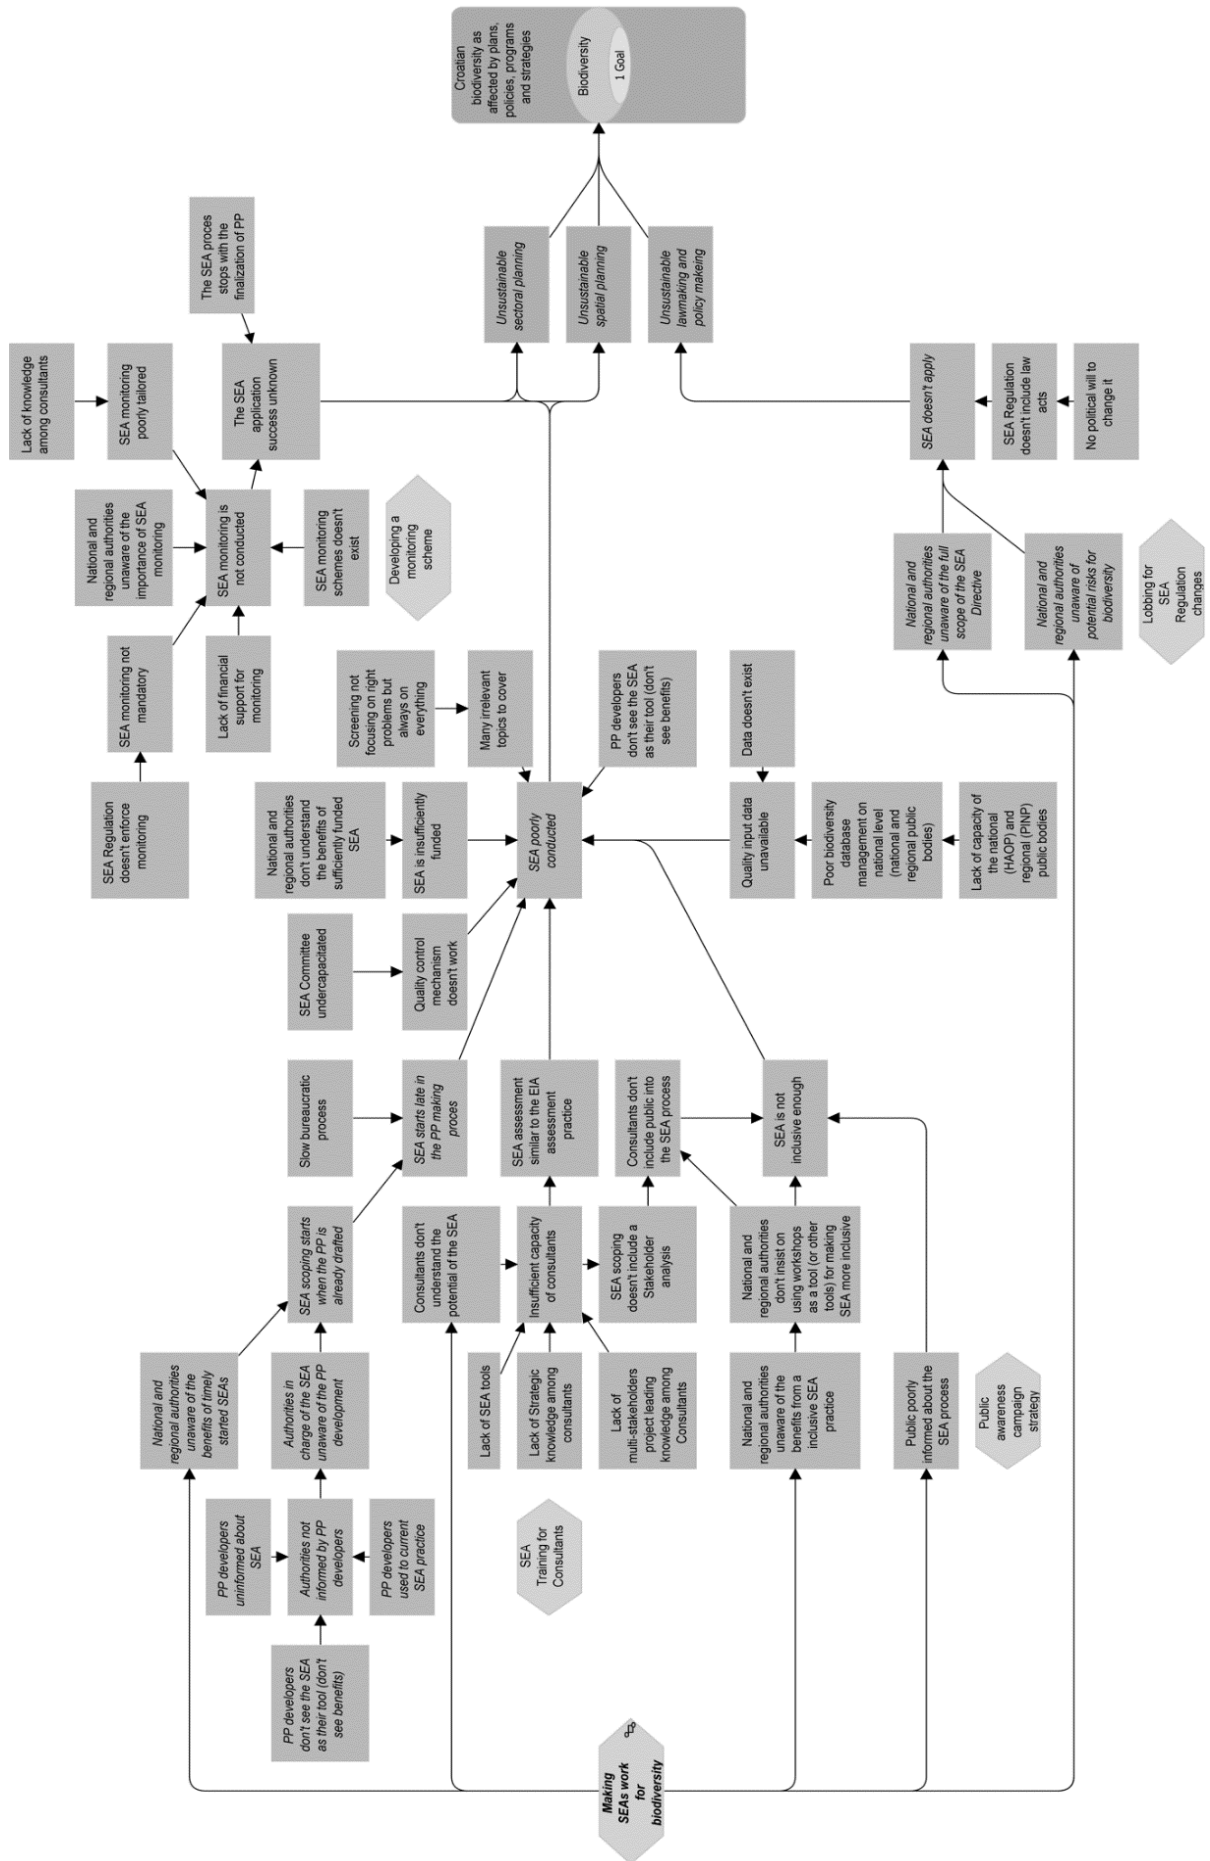 Croatian
biodiversity as
affected by plans,
policies, programs
and strategies
Biodiversity
1 Goal
Unsustainable
sectoral planning
Unsustainable
spatial planning
Unsustainable
lawmaking and
policy makeing
Lack of knowledge
among consultants
SEA monitoring
poorly tailored
The SEA proces
stops with the
finalization of PP
The SEA
application
success unknown
National and
regional authorities
unaware of the
importance of SEA
monitoring
SEA monitoring is
not conducted
SEA monitoring
schemes doesn't
exist
Developing a
monitoring
scheme
SEA Regulation
doesn't enforce
monitoring
SEA monitoring not
mandatory
Lack of financial
support for
monitoring
Screening not
focusing on right
problems but
always on
everything
Many irrelevant
topics to cover
National and
regional authorities
don't understand
the benefits of
sufficiently funded
SEA
SEA is insufficiently
funded
SEA poorly
conducted
PP developers
don't see the SEA
as their tool (don't
see benefits)
SEA Committee
undercapacitated
Quality control
mechanism
doesn't work
Quality input data
unavailable
Data doesn't exist
Poor biodiversity
database
management on
national level
(national and
regional public
bodies)
Lack of capacity of
the national
(HAOP) and
regional (PINP)
public bodies
SEA doesn't apply
SEA Regulation
doesn't include law
acts
No political will to
change it
National and
regional authorities
unaware of the full
scope of the SEA
Directive
National and
regional authorities
unaware of
potential risks for
biodiversity
Lobbing for
SEA
Regulation
changes
Slow bureaucratic
process
SEA starts late in
the PP making
proces
SEA assessment
similar to the EIA
assessment
practice
Consultants don't
include public into
the SEA process
SEA is not
inclusive enough
SEA scoping starts
when the PP is
already drafted
Consultants don't
understand the
potential of the SEA
Insufficient capacity
of consultants
SEA scoping
doesn't include a
Stakeholder
analysis
National and
regional authorities
don't insist on
using workshops
as a tool (or other
tools) for making
SEA more inclusive
National and
regional authorities
unaware of the
benefits of timely
started SEAs
Authorities in
charge of the SEA
unaware of the PP
development
Lack of SEA tools
Lack of Strategic
knowledge among
consultants
Lack of
multi-stakeholders
project leading
knowledge among
Consultants
National and
regional authorities
unaware of the
benefits from a
inclusive SEA
practice
Public poorly
informed about the
SEA process
Public
awareness
campaign
strategy
PP developers
uninformed about
SEA
Authorities not
informed by PP
developers
PP developers
used to current
SEA practice
SEA
Training for
Consultants
PP developers
don't see the SEA
as their tool (don't
see benefits)
Making
SEAs work
for
biodiversity